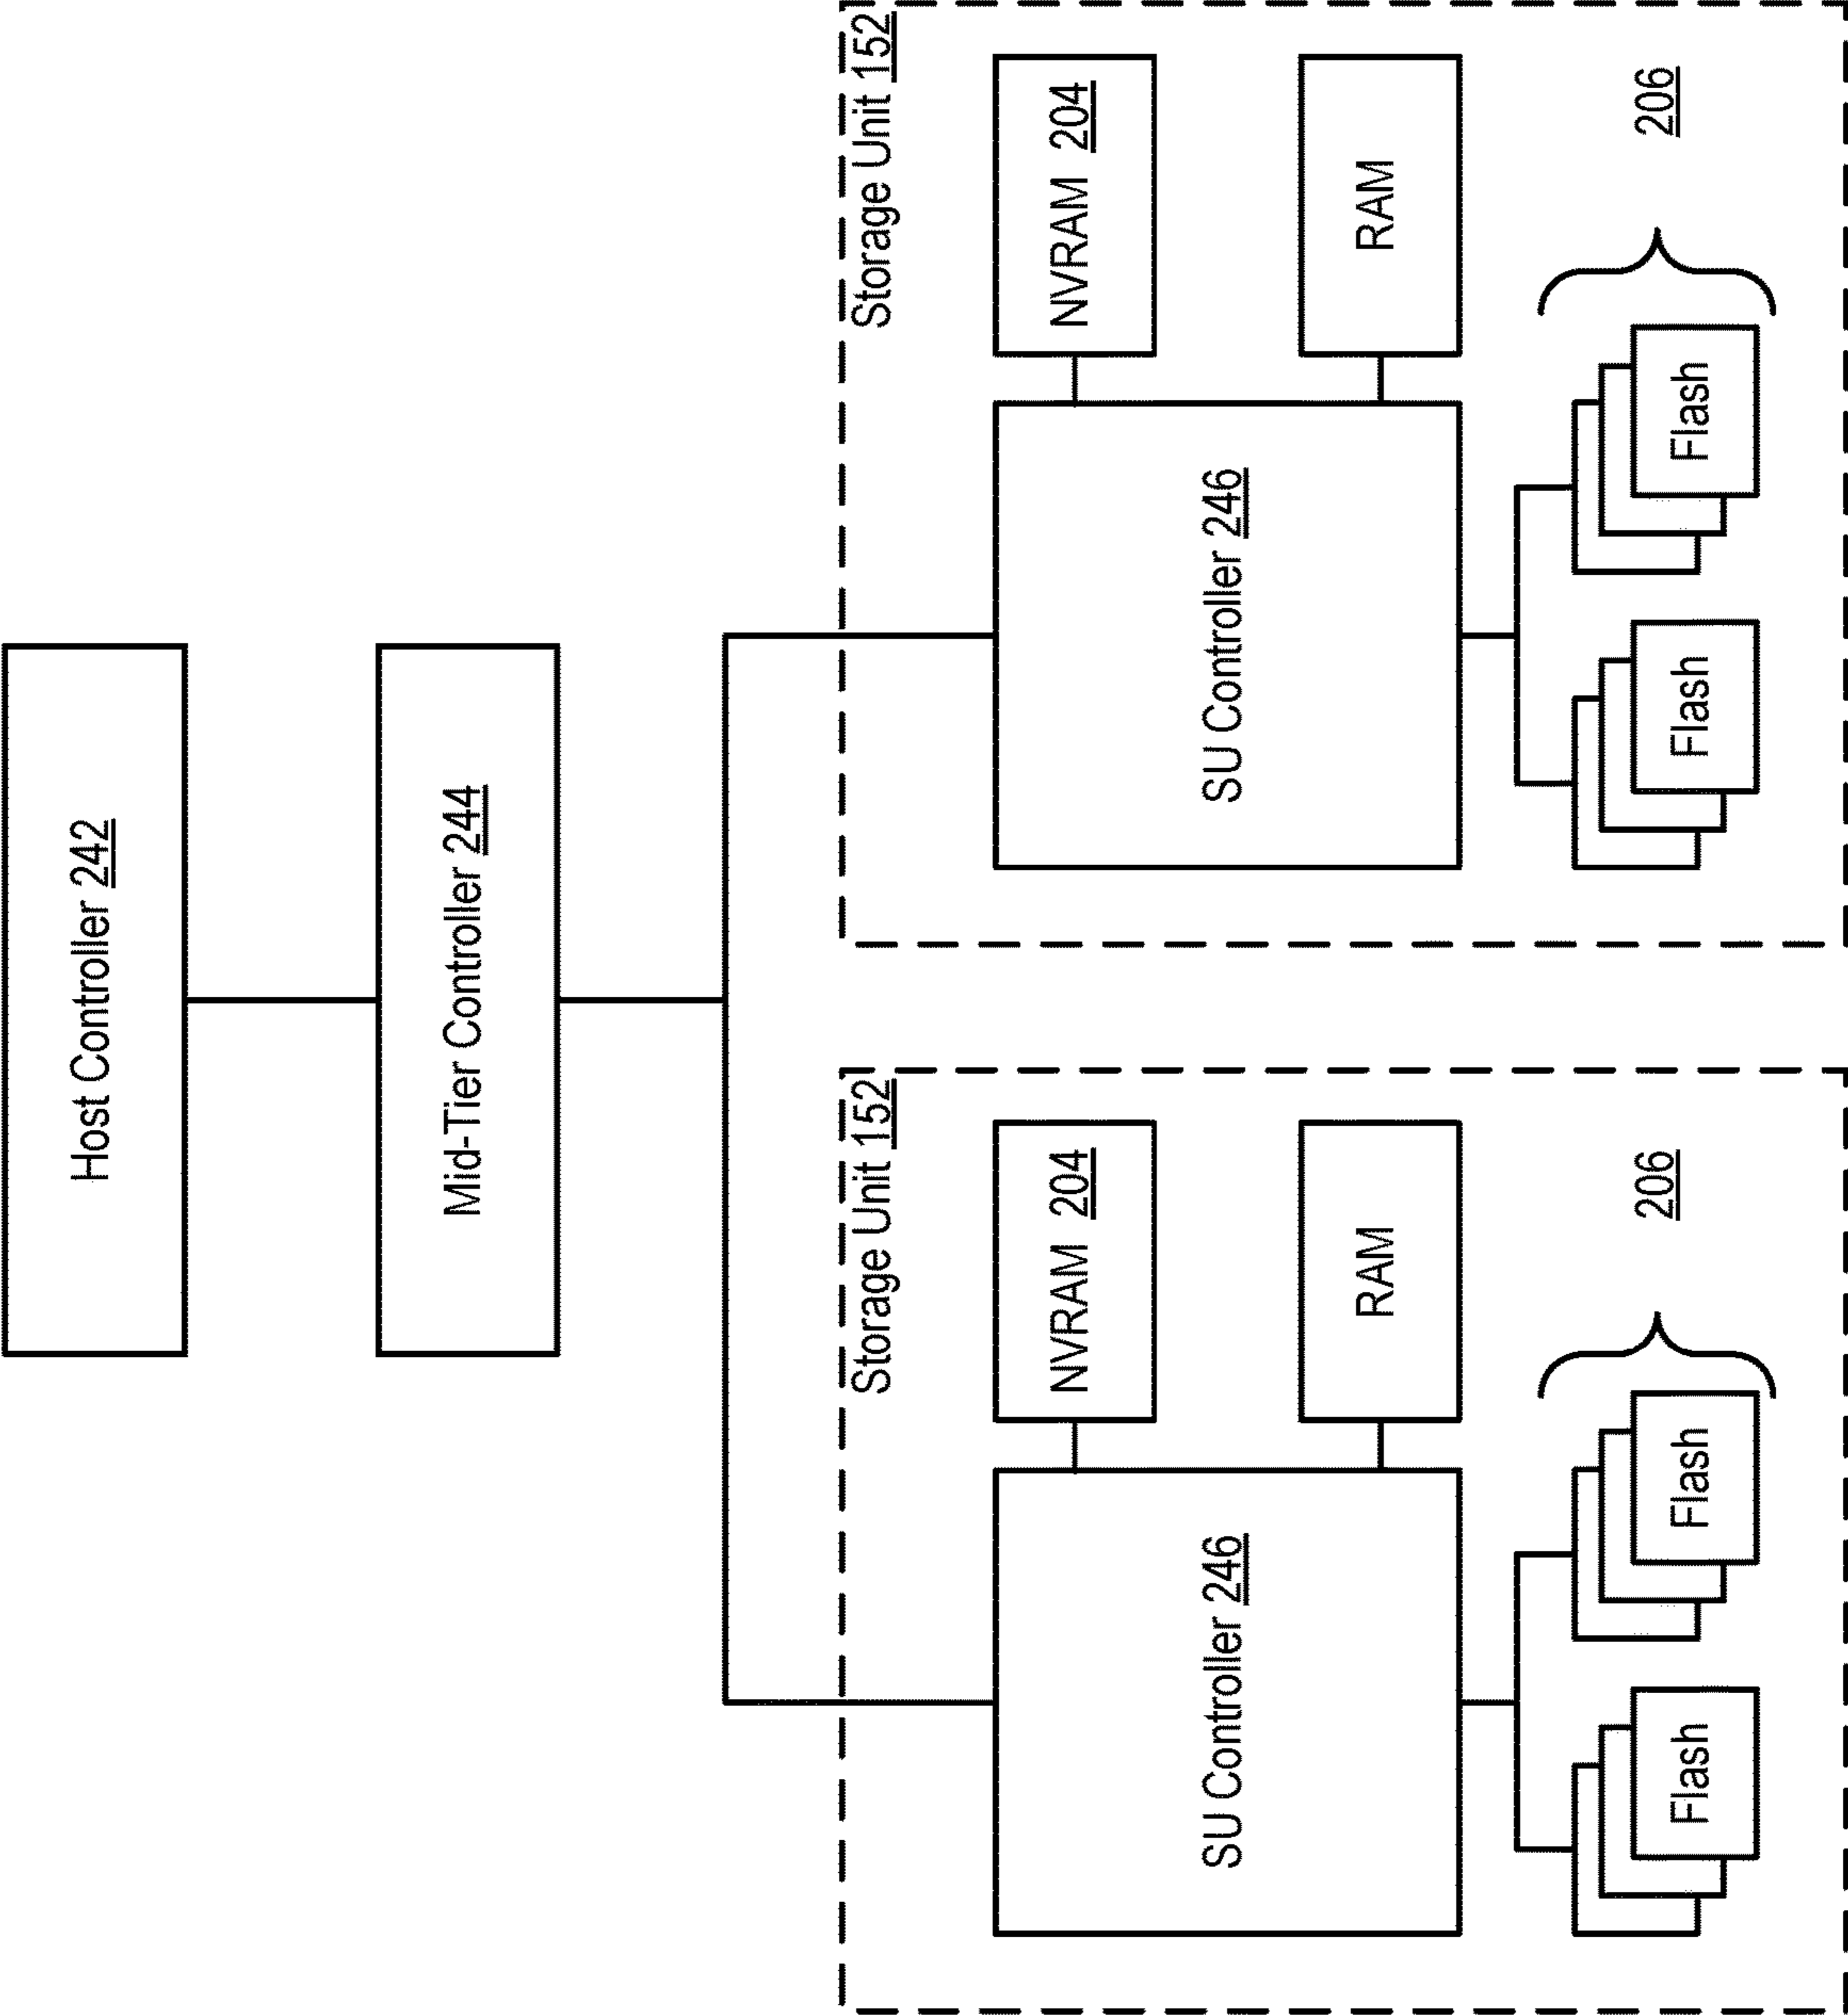 Host Controller 242
Mid-Tier Controller 244
Storage Unit 152
NVRAM 204
SU Controller 246
RAM
Flash
Flash
206
Storage Unit 152
NVRAM 204
SU Controller 246
RAM
Flash
Flash
206